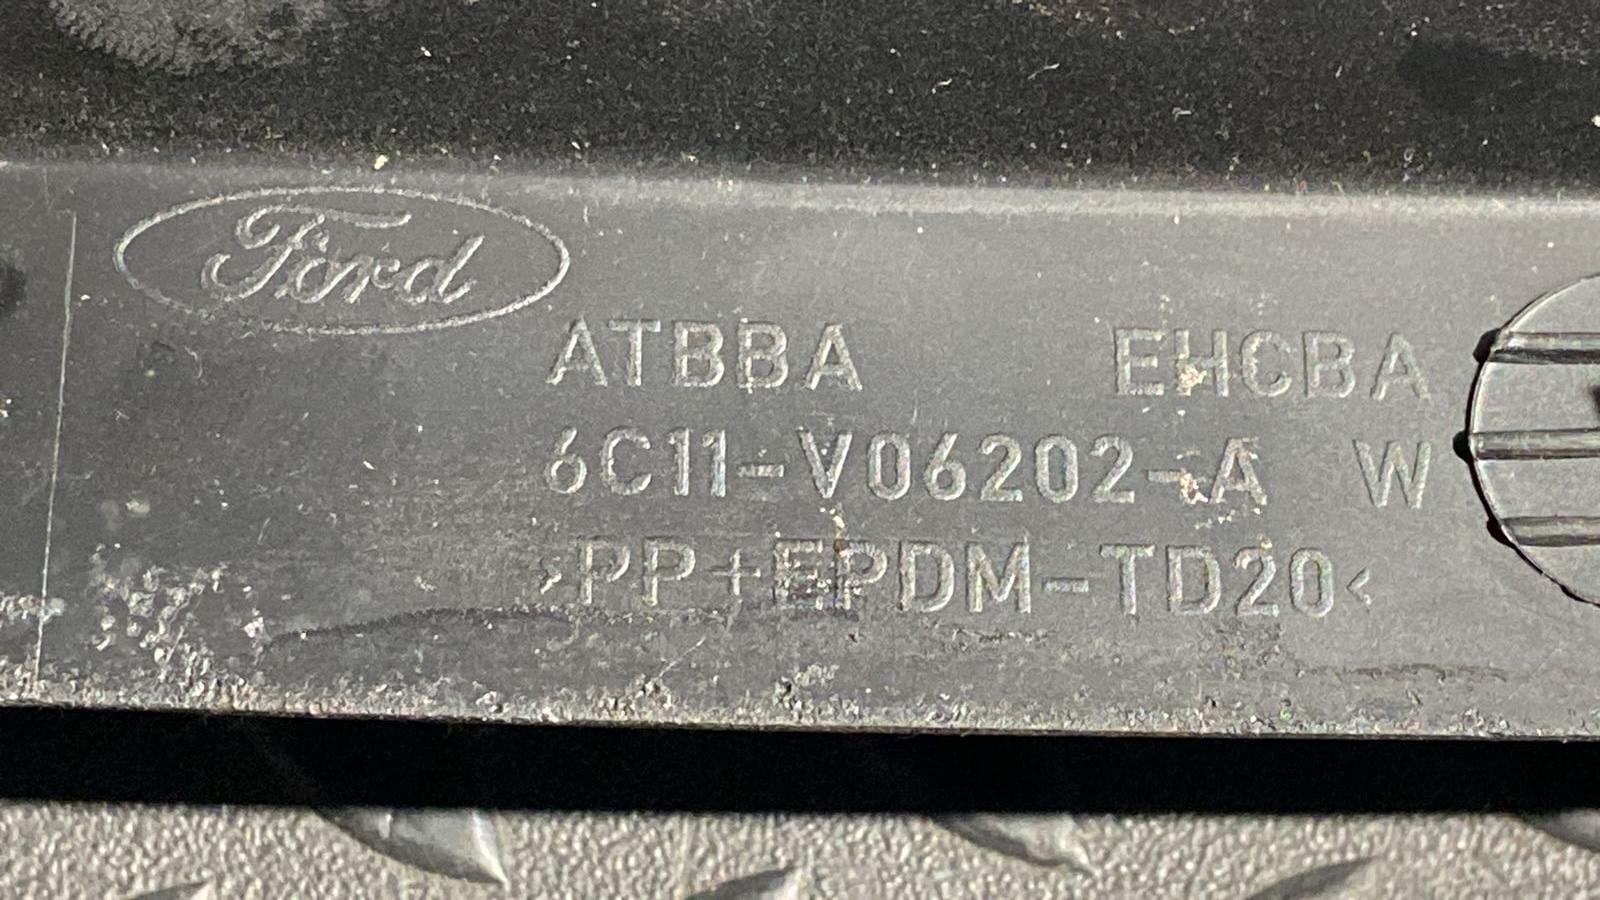 Ford
ATBBA EHCBA
6C11-V06202-A W
>PP+EPDM-TD20<